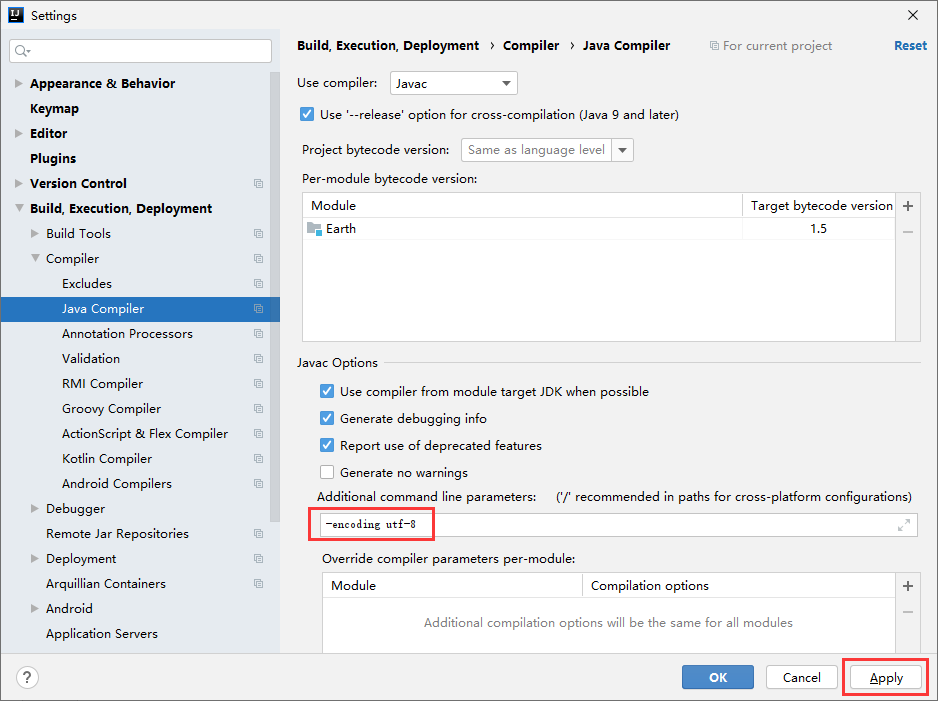 Settings
Build, Execution, Deployment › Compiler › Java Compiler For current project Reset
Appearance & Behavior
Keymap
Editor
Plugins
Version Control
Build, Execution, Deployment
Build Tools
Compiler
Excludes
Java Compiler
Annotation Processors
Validation
RMI Compiler
Groovy Compiler
ActionScript & Flex Compiler
Kotlin Compiler
Android Compilers
Debugger
Remote Jar Repositories
Deployment
Arquillian Containers
Android
Application Servers
Use compiler: Javac
Use '--release' option for cross-compilation (Java 9 and later)
Project bytecode version: Same as language level
Per-module bytecode version:
Module Target bytecode version
Earth 1.5
Javac Options
Use compiler from module target JDK when possible
Generate debugging info
Report use of deprecated features
Generate no warnings
Additional command line parameters: ('/' recommended in paths for cross-platform configurations)
-encoding utf-8
Override compiler parameters per-module:
Module Compilation options
Additional compilation options will be the same for all modules
? OK Cancel Apply